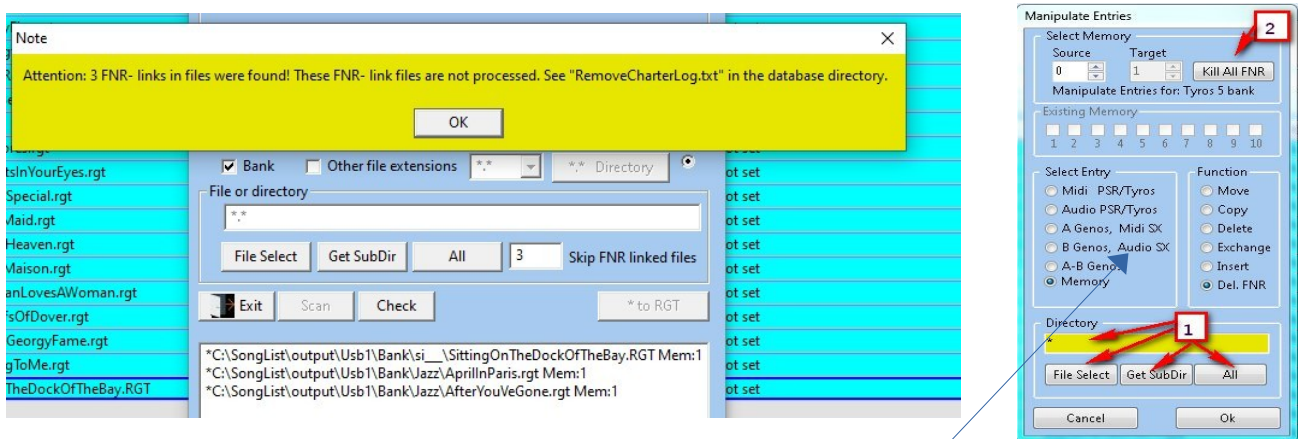 Note
Attention: 3 FNR- links in files were found! These FNR- link files are not processed. See "RemoveCharterLog.txt" in the database directory.
OK
ot set
Bank
Other file extensions
*.*
*.* Directory
tsInYourEyes.rgt
ot set
File or directory
Special.rgt
ot set
*.*
Maid.rgt
ot set
Heaven.rgt
File Select
Get SubDir
All
3
Skip FNR linked files
ot set
Maison.rgt
ot set
anLovesAWoman.rgt
ot set
fsOfDover.rgt
Exit
Scan
Check
* to RGT
ot set
GeorgyFame.rgt
ot set
gToMe.rgt
*C:\SongList\output\Usb1\Bank\si__\SittingOnTheDockOfTheBay.RGT Mem:1
ot set
TheDockOfTheBay.RGT
*C:\SongList\output\Usb1\Bank\Jazz\AprilInParis.rgt Mem:1
*C:\SongList\output\Usb1\Bank\Jazz\AfterYouVeGone.rgt Mem:1
ot set
Manipulate Entries
Select Memory
2
Source
Target
0
1
Kill All FNR
Manipulate Entries for: Tyros 5 bank
Existing Memory
1 2 3 4 5 6 7 8 9 10
Select Entry
Midi PSR/Tyros
Audio PSR/Tyros
A Genos, Midi SX
B Genos, Audio SX
A-B Genos
Memory
Function
Move
Copy
Delete
Exchange
Insert
Del. FNR
Directory
1
*
File Select
Get SubDir
All
Cancel
Ok